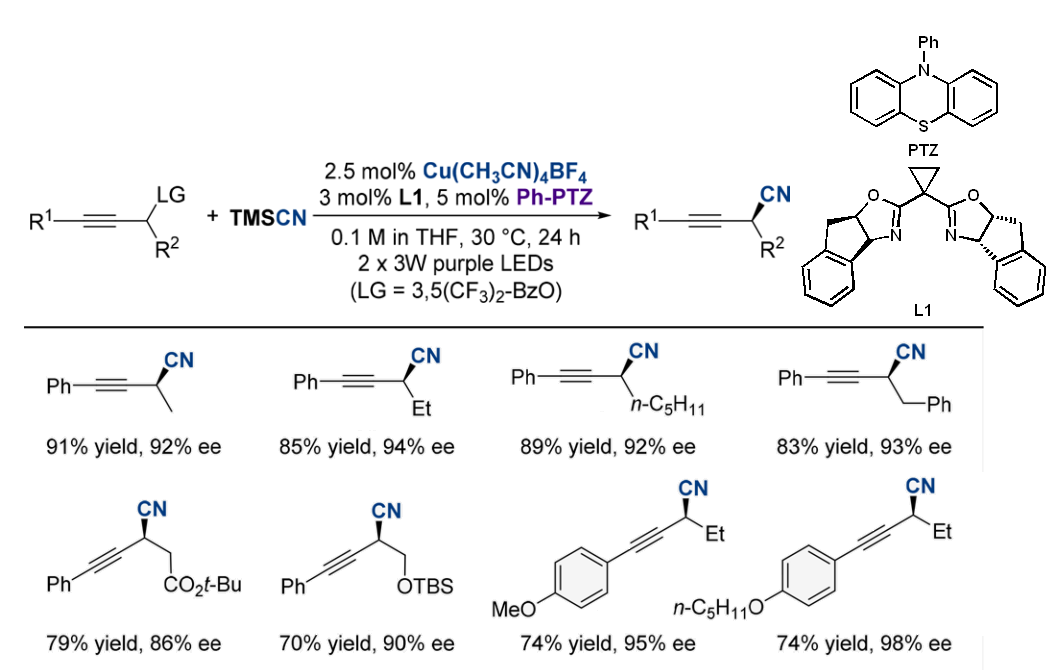 Ph
N
S
PTZ
LG
R¹
R²
+ TMSCN
2.5 mol% Cu(CH₃CN)₄BF₄
3 mol% L1, 5 mol% Ph-PTZ
0.1 M in THF, 30 °C, 24 h
2 x 3W purple LEDs
(LG = 3,5(CF₃)₂-BzO)
CN
R¹
R²
O
O
N
N
L1
CN
Ph
91% yield, 92% ee
CN
Ph
Et
85% yield, 94% ee
CN
Ph
n-C₅H₁₁
89% yield, 92% ee
CN
Ph
Ph
83% yield, 93% ee
CN
Ph
CO₂t-Bu
79% yield, 86% ee
CN
Ph
OTBS
70% yield, 90% ee
CN
Et
MeO
74% yield, 95% ee
CN
Et
n-C₅H₁₁O
74% yield, 98% ee